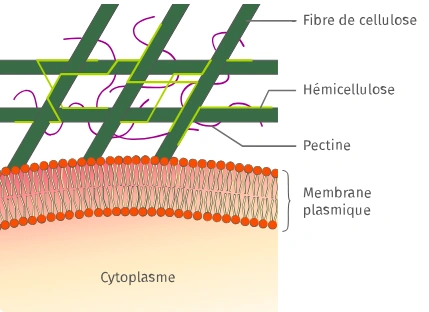 Fibre de cellulose
Hémicellulose
Pectine
Membrane
plasmique
Cytoplasme